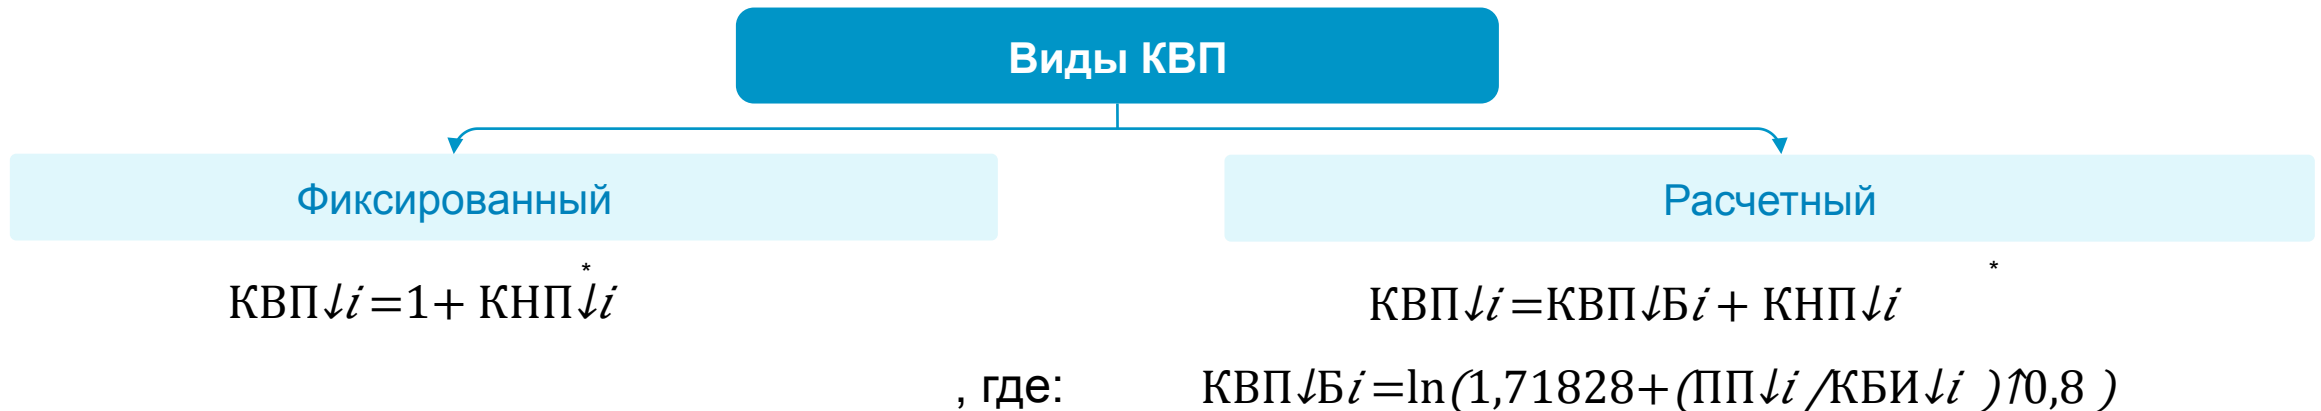 Виды КВП
Фиксированный
Расчетный
*
КВП↓i=1+ КНП↓i
*
КВП↓i=КВП↓Бi+ КНП↓i
, где:
КВП↓Бi=ln(1,71828+(ПП↓i/КБИ↓i )↑0,8 )